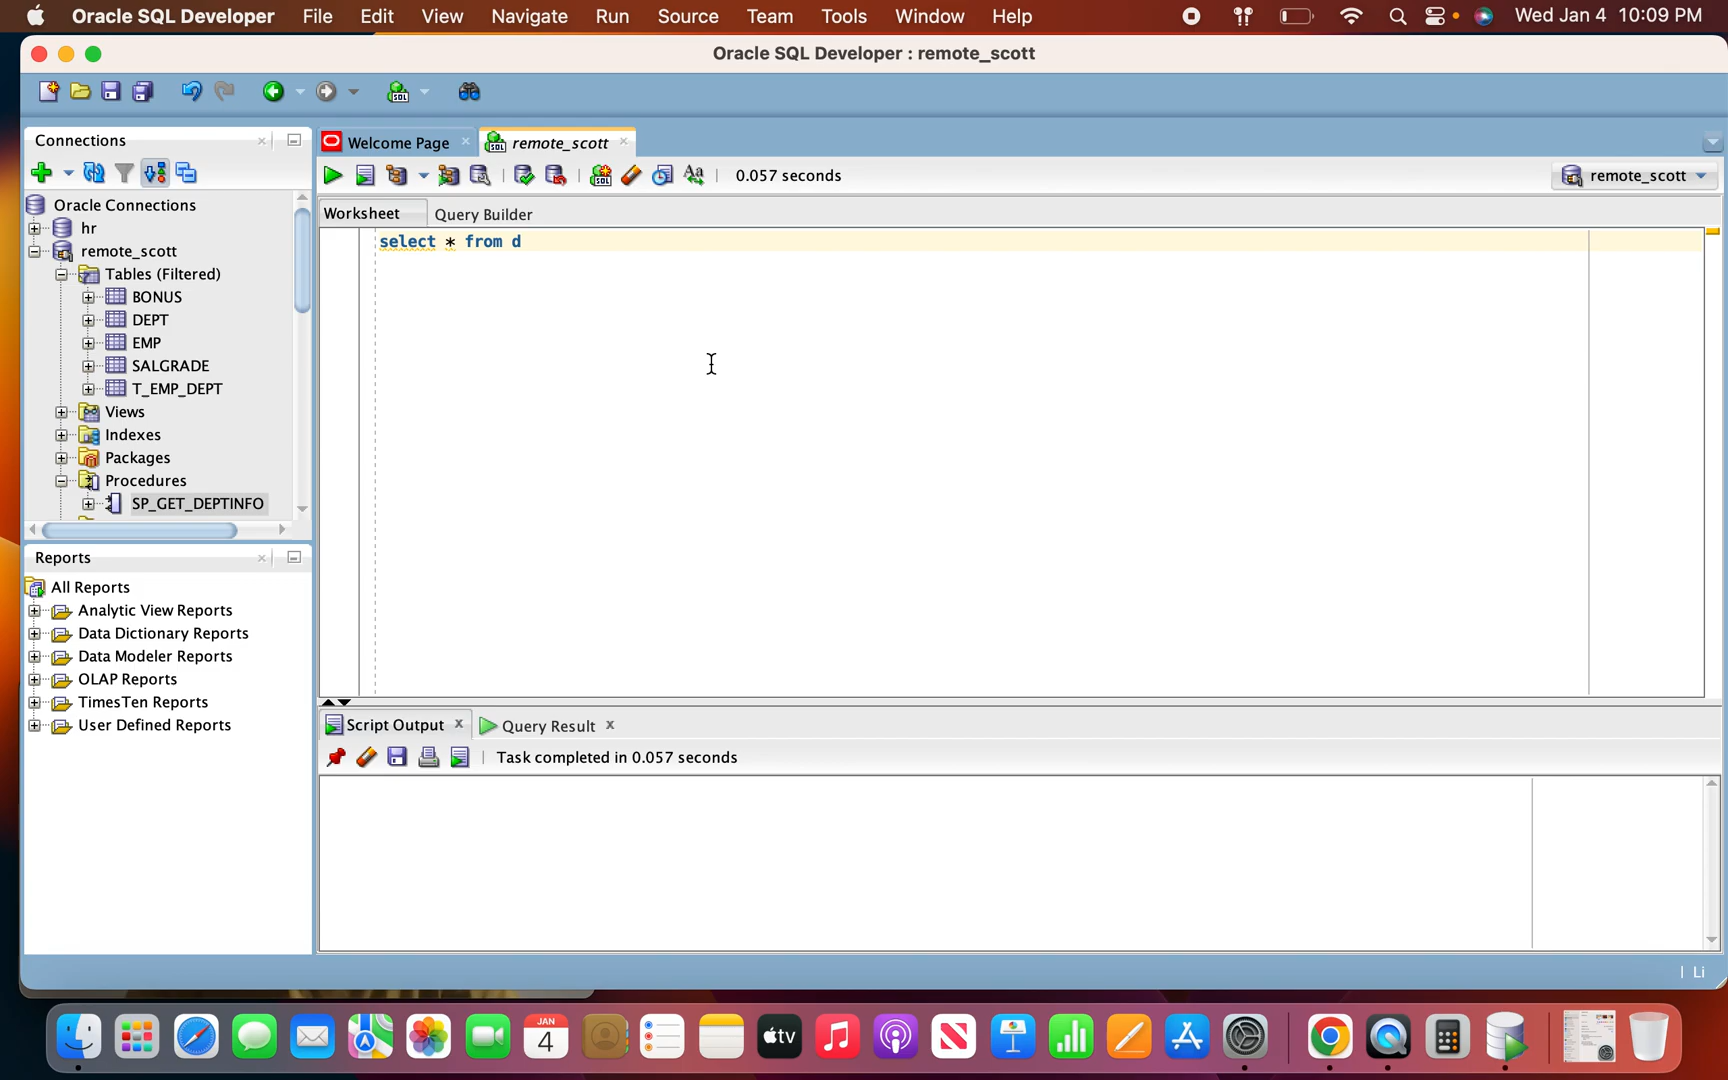 Oracle SQL Developer File Edit View Navigate Run Source Team Tools Window Help Wed Jan 4 10:09 PM
Oracle SQL Developer : remote_scott
Connections
Oracle Connections
hr
remote_scott
Tables (Filtered)
BONUS
DEPT
EMP
SALGRADE
T_EMP_DEPT
Views
Indexes
Packages
Procedures
SP_GET_DEPTINFO
Reports
All Reports
Analytic View Reports
Data Dictionary Reports
Data Modeler Reports
OLAP Reports
TimesTen Reports
User Defined Reports
Welcome Page remote_scott
0.057 seconds remote_scott
Worksheet Query Builder
select * from d
Script Output Query Result
Task completed in 0.057 seconds
Li
JAN
4
tv